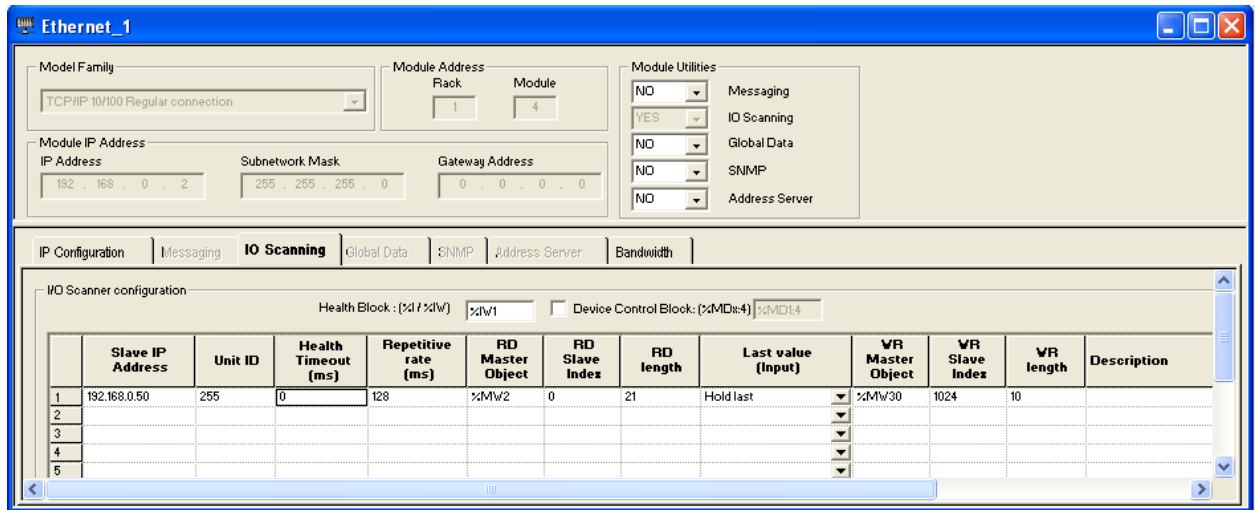 Ethernet_1
Model Family
TCP/IP 10/100 Regular connection
Module Address
Rack Module
1 4
Module Utilities
NO Messaging
YES IO Scanning
NO Global Data
NO SNMP
NO Address Server
Module IP Address
IP Address Subnetwork Mask Gateway Address
192 . 168 . 0 . 2 255 . 255 . 255 . 0 0 . 0 . 0 . 0
IP Configuration Messaging IO Scanning Global Data SNMP Address Server Bandwidth
I/O Scanner configuration
Health Block : (%I / %IW) %IW1 Device Control Block: (%MDx:4) %MD1:4
Slave IP Address Unit ID Health Timeout (ms) Repetitive rate (ms) RD Master Object RD Slave Index RD length Last value (Input) WR Master Object WR Slave Index WR length Description
1 192.168.0.50 255 0 128 %MW2 0 21 Hold last %MW30 1024 10
2
3
4
5